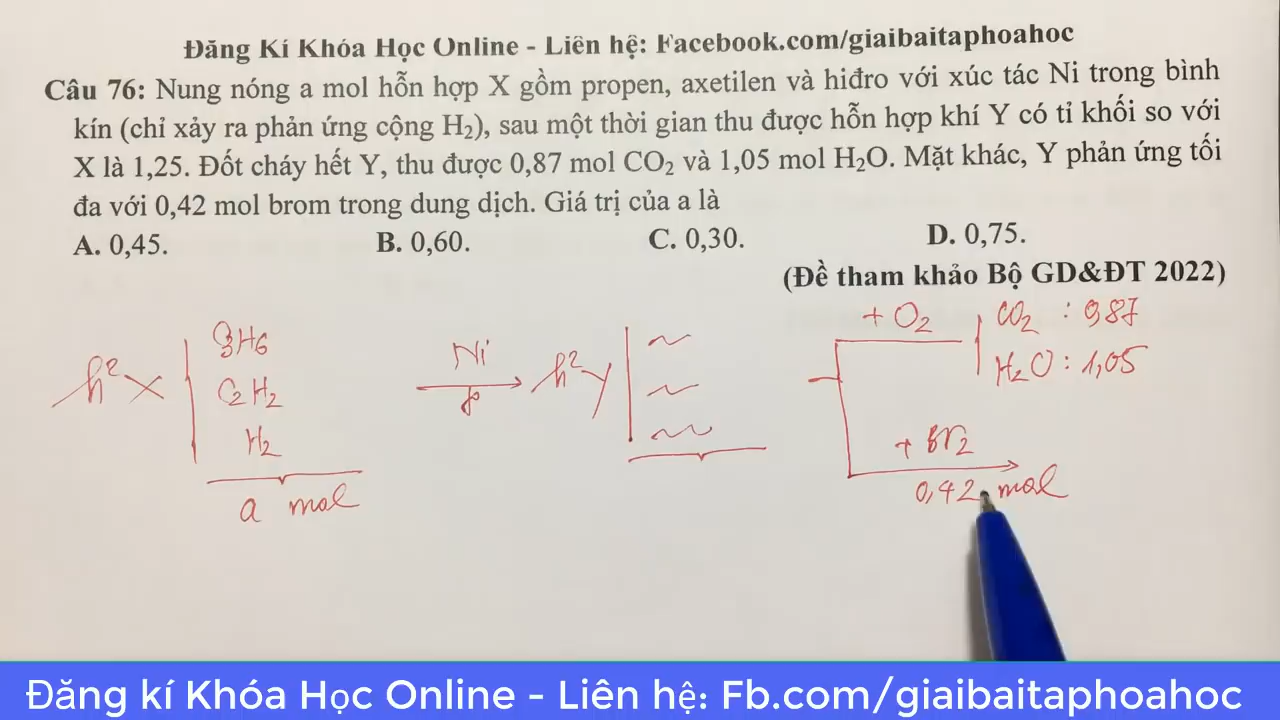 Đăng Kí Khóa Học Online - Liên hệ: Facebook.com/giaibaitaphoahoc
Câu 76: Nung nóng a mol hỗn hợp X gồm propen, axetilen và hiđro với xúc tác Ni trong bình
kín (chỉ xảy ra phản ứng cộng H₂), sau một thời gian thu được hỗn hợp khí Y có tỉ khối so với
X là 1,25. Đốt cháy hết Y, thu được 0,87 mol CO₂ và 1,05 mol H₂O. Mặt khác, Y phản ứng tối
đa với 0,42 mol brom trong dung dịch. Giá trị của a là
A. 0,45. B. 0,60. C. 0,30. D. 0,75.
(Đề tham khảo Bộ GD&ĐT 2022)
h² X
C₃H₆
C₂H₂
H₂
a mol
Ni
t°
h² Y
+ O₂
CO₂ : 0,87
H₂O : 1,05
+ Br₂
0,42 mol
Đăng kí Khóa Học Online - Liên hệ: Fb.com/giaibaitaphoahoc